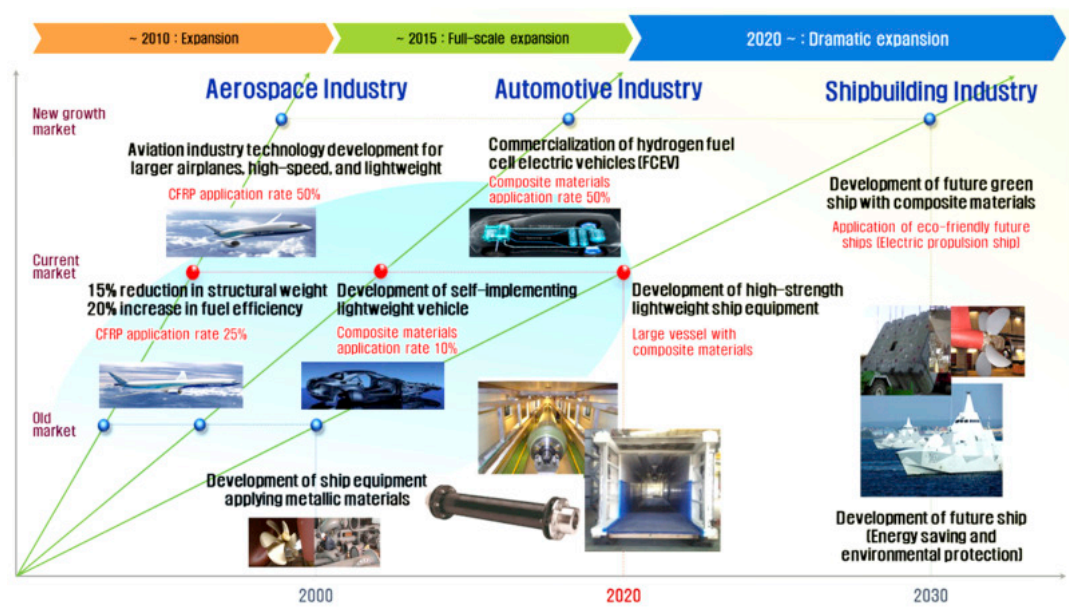 ~ 2010 : Expansion
~ 2015 : Full-scale expansion
2020 ~ : Dramatic expansion
Aerospace Industry
Automotive Industry
Shipbuilding Industry
New growth
market
Aviation industry technology development for
larger airplanes, high-speed, and lightweight
CFRP application rate 50%
Commercialization of hydrogen fuel
cell electric vehicles (FCEV)
Composite materials
application rate 50%
Development of future green
ship with composite materials
Application of eco-friendly future
ships (Electric propulsion ship)
Current
market
15% reduction in structural weight
20% increase in fuel efficiency
CFRP application rate 25%
Development of self-implementing
lightweight vehicle
Composite materials
application rate 10%
Development of high-strength
lightweight ship equipment
Large vessel with
composite materials
Old
market
Development of ship equipment
applying metallic materials
Development of future ship
(Energy saving and
environmental protection)
2000
2020
2030